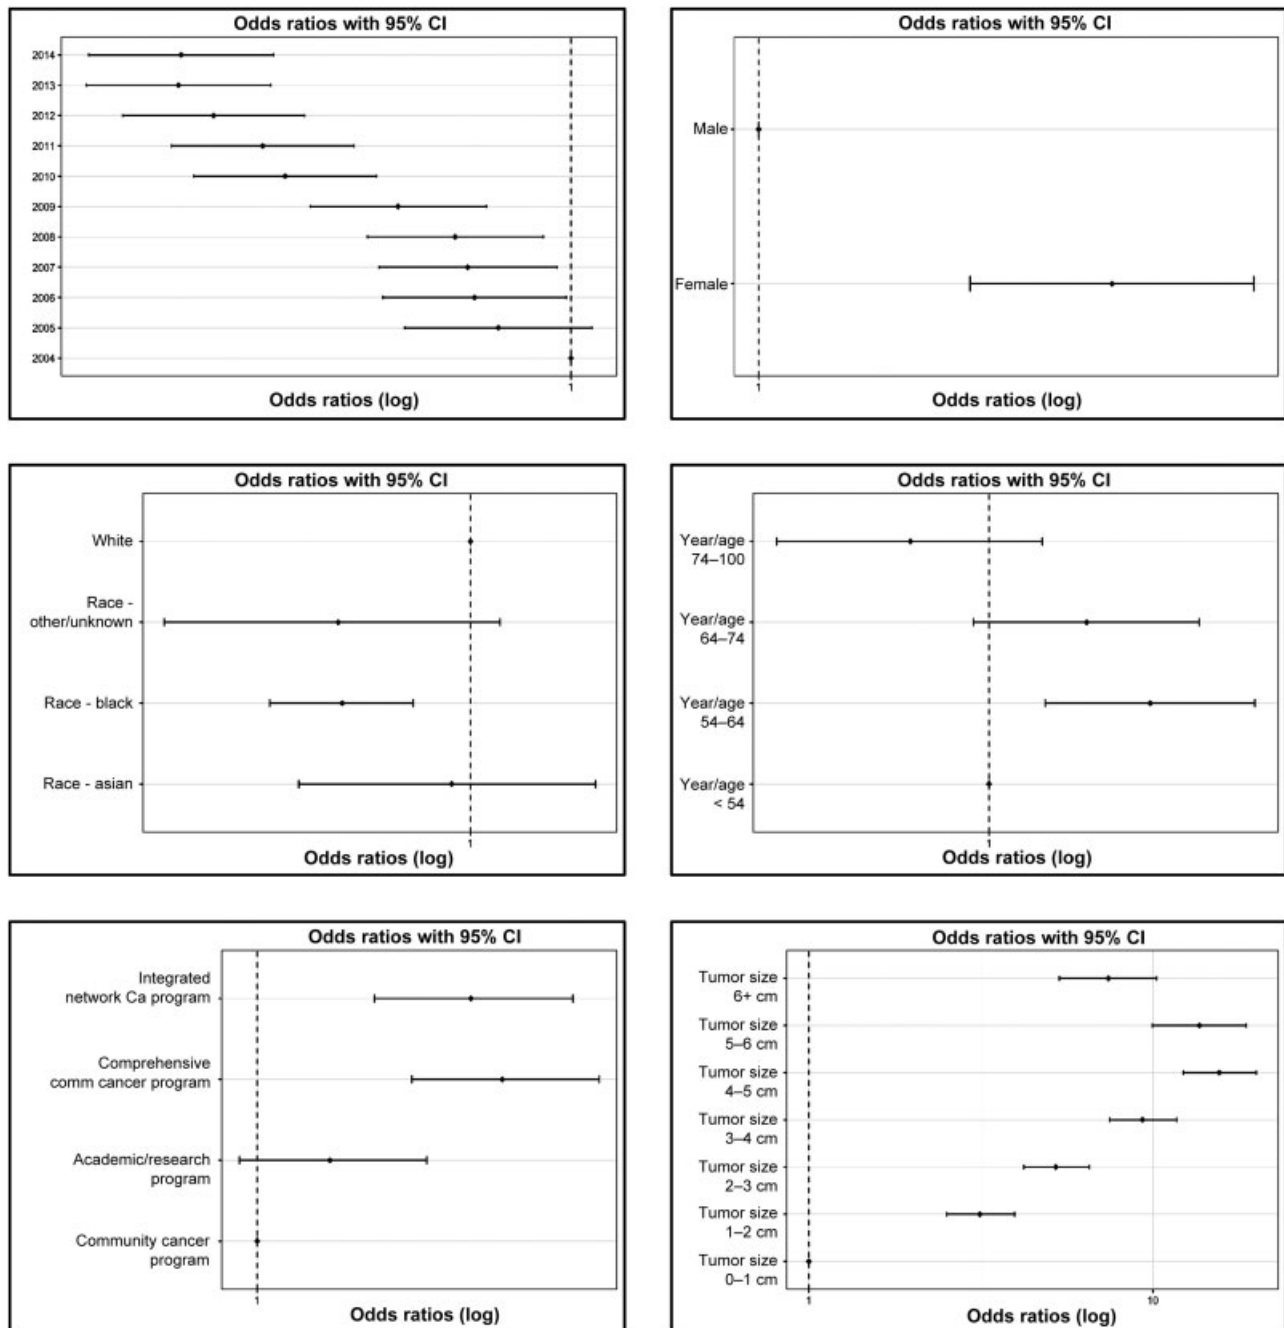 Odds ratios with 95% CI
2014
2013
2012
2011
2010
2009
2008
2007
2006
2005
2004
1
Odds ratios (log)
Odds ratios with 95% CI
Male
Female
1
Odds ratios (log)
Odds ratios with 95% CI
White
Race -
other/unknown
Race - black
Race - asian
1
Odds ratios (log)
Odds ratios with 95% CI
Year/age
74–100
Year/age
64–74
Year/age
54–64
Year/age
< 54
1
Odds ratios (log)
Odds ratios with 95% CI
Integrated
network Ca program
Comprehensive
comm cancer program
Academic/research
program
Community cancer
program
1
Odds ratios (log)
Odds ratios with 95% CI
Tumor size
6+ cm
Tumor size
5–6 cm
Tumor size
4–5 cm
Tumor size
3–4 cm
Tumor size
2–3 cm
Tumor size
1–2 cm
Tumor size
0–1 cm
1 10
Odds ratios (log)